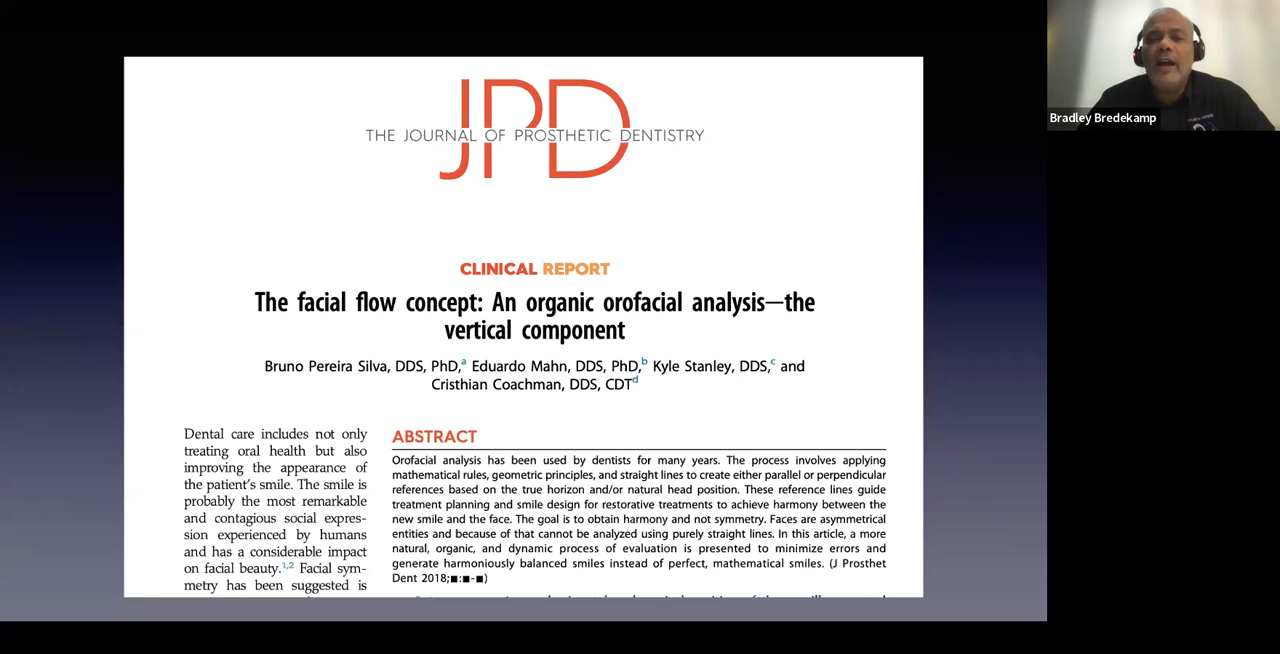 JPD
THE JOURNAL OF PROSTHETIC DENTISTRY
CLINICAL REPORT
The facial flow concept: An organic orofacial analysis—the
vertical component
Bruno Pereira Silva, DDS, PhD,a Eduardo Mahn, DDS, PhD,b Kyle Stanley, DDS,c and
Cristhian Coachman, DDS, CDTd
Dental care includes not only
treating oral health but also
improving the appearance of
the patient's smile. The smile is
probably the most remarkable
and contagious social expres-
sion experienced by humans
and has a considerable impact
on facial beauty.1,2 Facial sym-
metry has been suggested is
ABSTRACT
Orofacial analysis has been used by dentists for many years. The process involves applying
mathematical rules, geometric principles, and straight lines to create either parallel or perpendicular
references based on the true horizon and/or natural head position. These reference lines guide
treatment planning and smile design for restorative treatments to achieve harmony between the
new smile and the face. The goal is to obtain harmony and not symmetry. Faces are asymmetrical
entities and because of that cannot be analyzed using purely straight lines. In this article, a more
natural, organic, and dynamic process of evaluation is presented to minimize errors and
generate harmoniously balanced smiles instead of perfect, mathematical smiles. (J Prosthet
Dent 2018;■:■-■)
Bradley Bredekamp